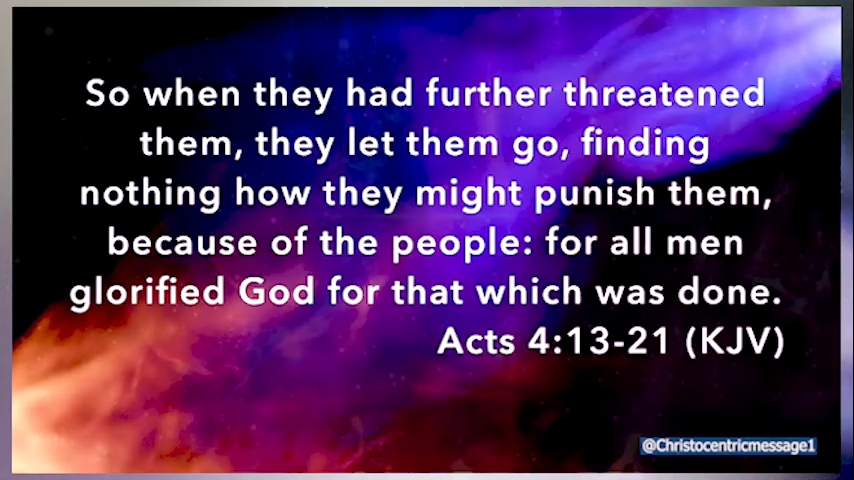 So when they had further threatened
them, they let them go, finding
nothing how they might punish them,
because of the people: for all men
glorified God for that which was done.
Acts 4:13-21 (KJV)
@Christocentricmessage1